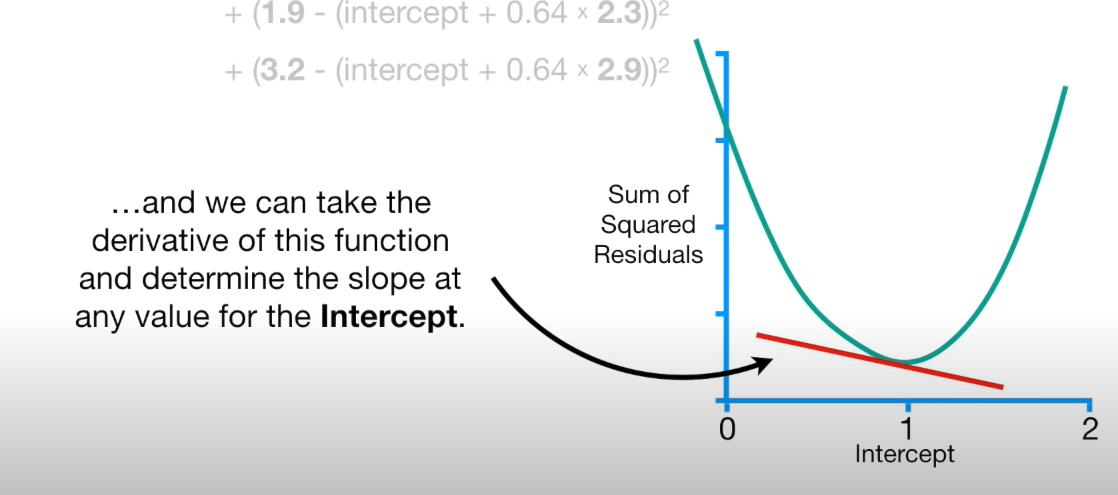 + (1.9 - (intercept + 0.64 × 2.3))²
+ (3.2 - (intercept + 0.64 × 2.9))²
…and we can take the
derivative of this function
and determine the slope at
any value for the Intercept.
Sum of
Squared
Residuals
0 1 2
Intercept